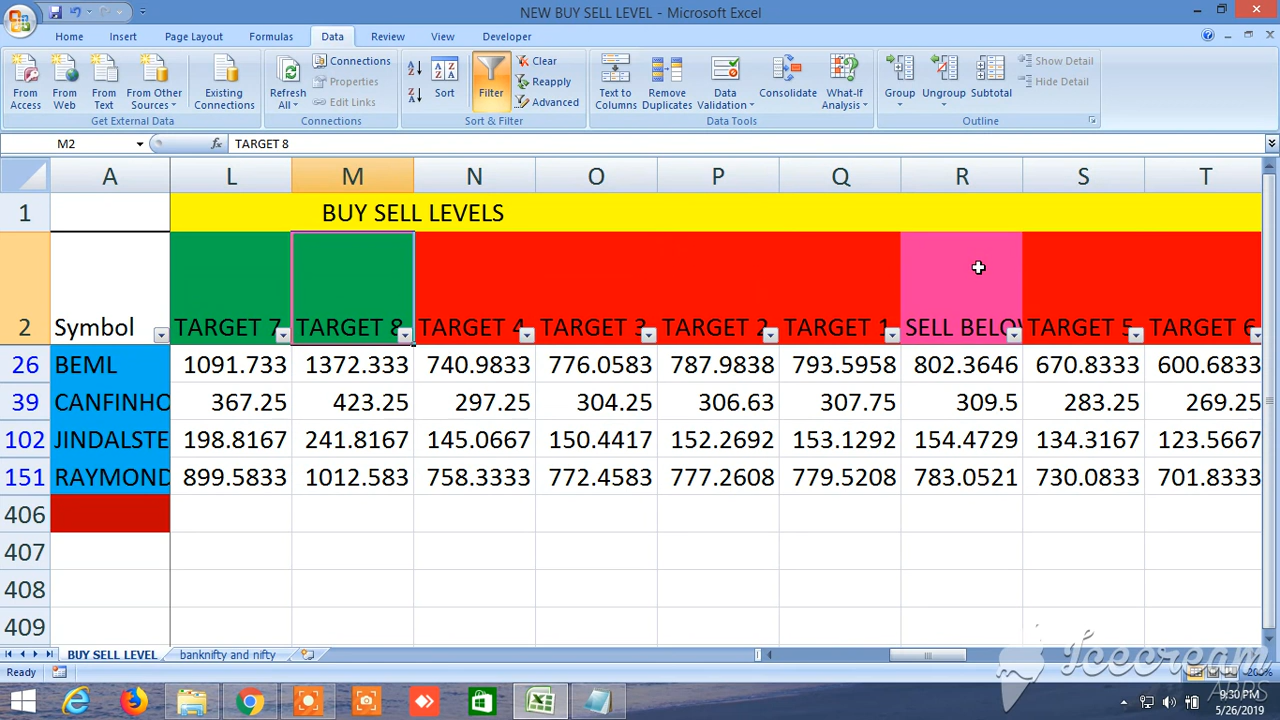 NEW BUY SELL LEVEL - Microsoft Excel
Home Insert Page Layout Formulas Data Review View Developer
From Access From Web From Text From Other Sources Existing Connections
Get External Data
Refresh All Connections Properties Edit Links
Connections
Sort Filter Clear Reapply Advanced
Sort & Filter
Text to Columns Remove Duplicates Data Validation Consolidate What-If Analysis
Data Tools
Group Ungroup Subtotal Show Detail Hide Detail
Outline
M2 fx TARGET 8
A L M N O P Q R S T
1 BUY SELL LEVELS
2 Symbol TARGET 7 TARGET 8 TARGET 4 TARGET 3 TARGET 2 TARGET 1 SELL BELOW TARGET 5 TARGET 6
26 BEML 1091.733 1372.333 740.9833 776.0583 787.9838 793.5958 802.3646 670.8333 600.6833
39 CANFINHO 367.25 423.25 297.25 304.25 306.63 307.75 309.5 283.25 269.25
102 JINDALSTE 198.8167 241.8167 145.0667 150.4417 152.2692 153.1292 154.4729 134.3167 123.5667
151 RAYMOND 899.5833 1012.583 758.3333 772.4583 777.2608 779.5208 783.0521 730.0833 701.8333
406
407
408
409
BUY SELL LEVEL banknifty and nifty
Ready 200%
Icecream
APPS
9:30 PM
5/26/2019